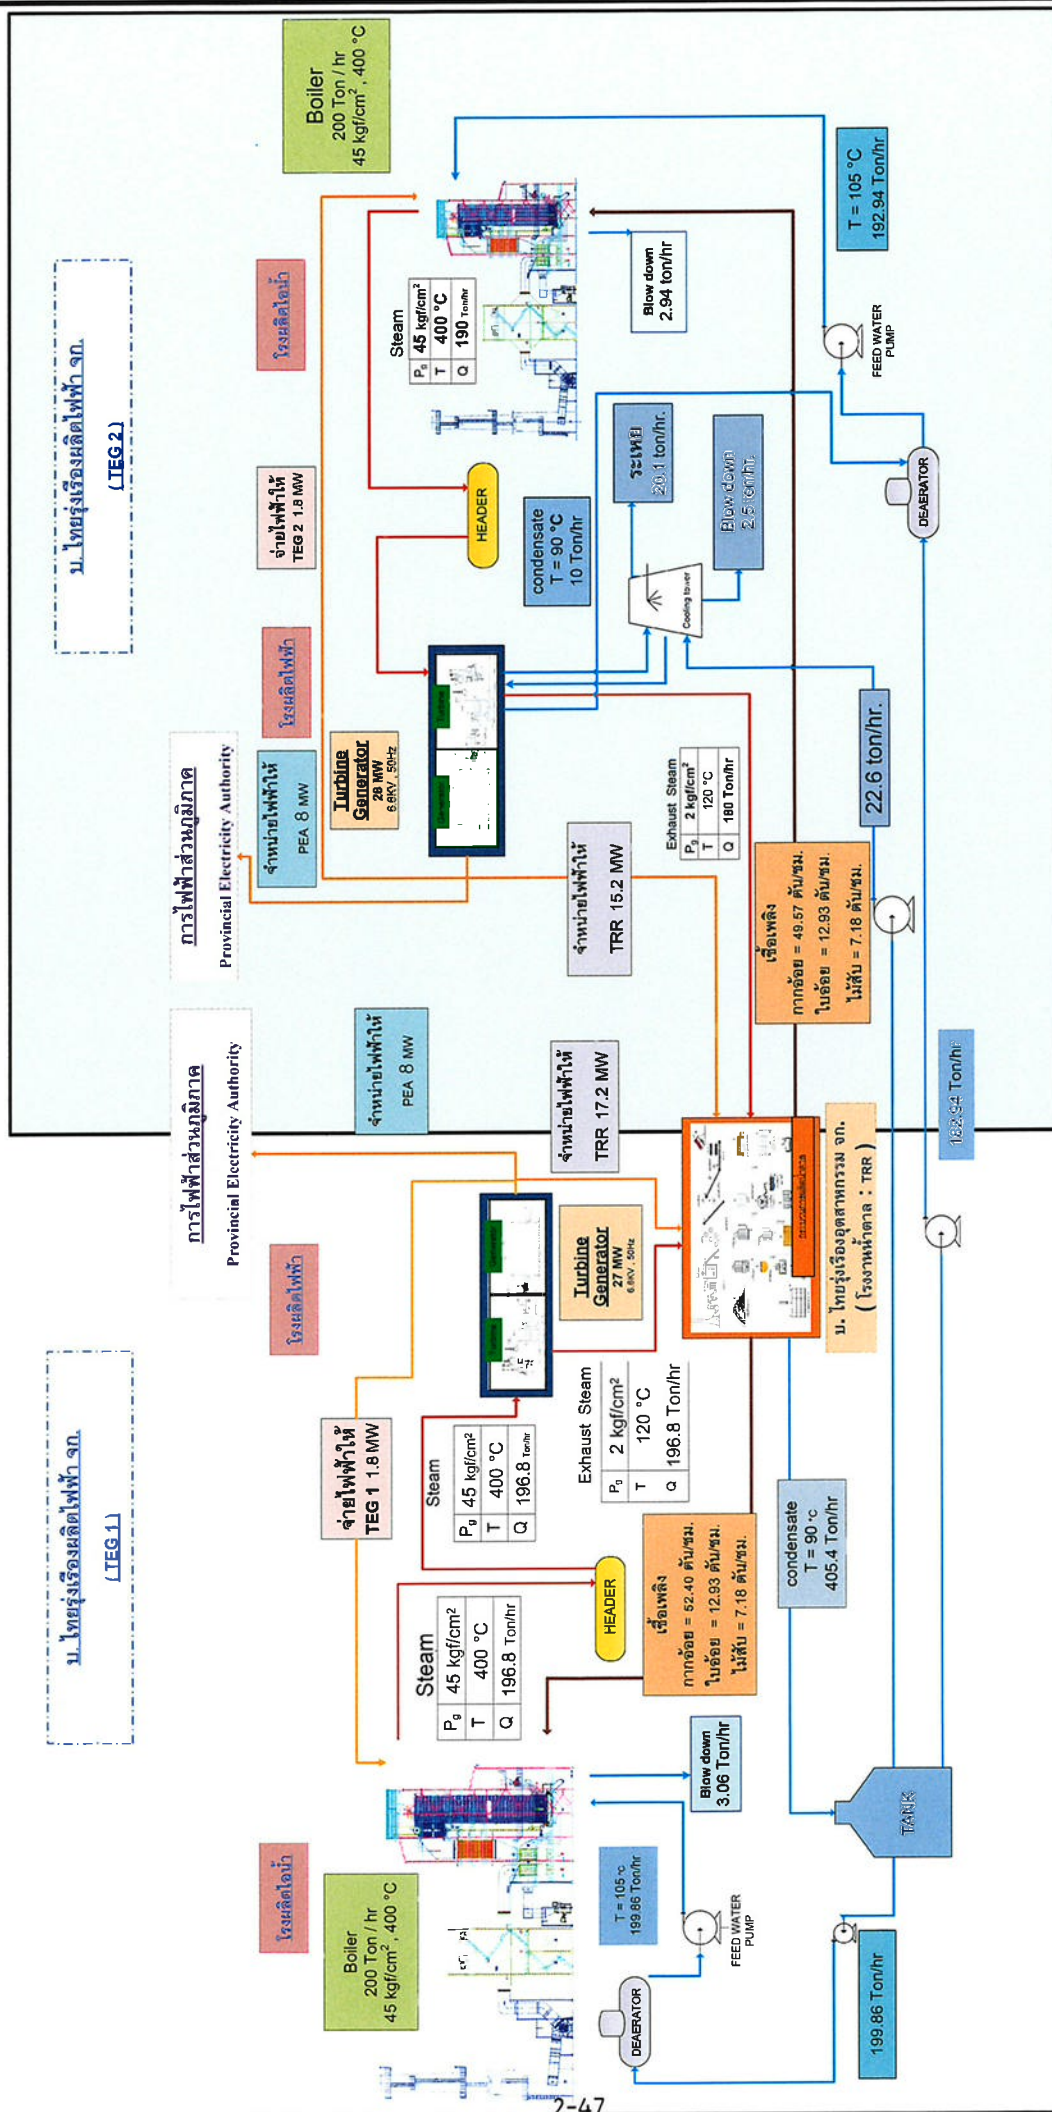 บ. ไทยรุ่งเรืองผลิตไฟฟ้า จก.
( TEG 1 )
บ. ไทยรุ่งเรืองผลิตไฟฟ้า จก.
( TEG 2 )
การไฟฟ้าส่วนภูมิภาค
Provincial Electricity Authority
การไฟฟ้าส่วนภูมิภาค
Provincial Electricity Authority
โรงผลิตไอน้ำ
โรงผลิตไฟฟ้า
จำหน่ายไฟฟ้าให้
PEA 8 MW
จำหน่ายไฟฟ้าให้
PEA 8 MW
โรงผลิตไฟฟ้า
จ่ายไฟฟ้าให้
TEG 2 1.8 MW
โรงผลิตไอน้ำ
Boiler
200 Ton / hr
45 kgf/cm2 , 400 °C
Boiler
200 Ton / hr
45 kgf/cm2 , 400 °C
จ่ายไฟฟ้าให้
TEG 1 1.8 MW
Steam
Pg 45 kgf/cm2
T 400 °C
Q 196.8 Ton/hr
Steam
Pg 45 kgf/cm2
T 400 °C
Q 196.8 Ton/hr
HEADER
Turbine
Generator
Turbine
Generator
27 MW
6.6KV , 50Hz
จำหน่ายไฟฟ้าให้
TRR 17.2 MW
Exhaust Steam
Pg 2 kgf/cm2
T 120 °C
Q 196.8 Ton/hr
Turbine
Generator
28 MW
6.6KV , 50Hz
Generator
Turbine
จำหน่ายไฟฟ้าให้
TRR 15.2 MW
HEADER
Steam
Pg 45 kgf/cm2
T 400 °C
Q 190 Ton/hr
condensate
T = 90 °C
10 Ton/hr
Exhaust Steam
Pg 2 kgf/cm2
T 120 °C
Q 180 Ton/hr
Cooling tower
ระเหย
20.1 ton/hr.
Blow down
2.5 ton/hr.
Blow down
2.94 ton/hr
เชื้อเพลิง
กากอ้อย = 52.40 ตัน/ชม.
ใบอ้อย = 12.93 ตัน/ชม.
ไม้สับ = 7.18 ตัน/ชม.
เชื้อเพลิง
กากอ้อย = 49.57 ตัน/ชม.
ใบอ้อย = 12.93 ตัน/ชม.
ไม้สับ = 7.18 ตัน/ชม.
บ. ไทยรุ่งเรืองอุตสาหกรรม จก.
( โรงงานน้ำตาล : TRR )
Blow down
3.06 Ton/hr
T = 105 °C
199.86 Ton/hr
FEED WATER
PUMP
DEAERATOR
199.86 Ton/hr
TANK
condensate
T = 90 °C
405.4 Ton/hr
182.94 Ton/hr
22.6 ton/hr.
DEAERATOR
FEED WATER
PUMP
T = 105 °C
192.94 Ton/hr
2-47